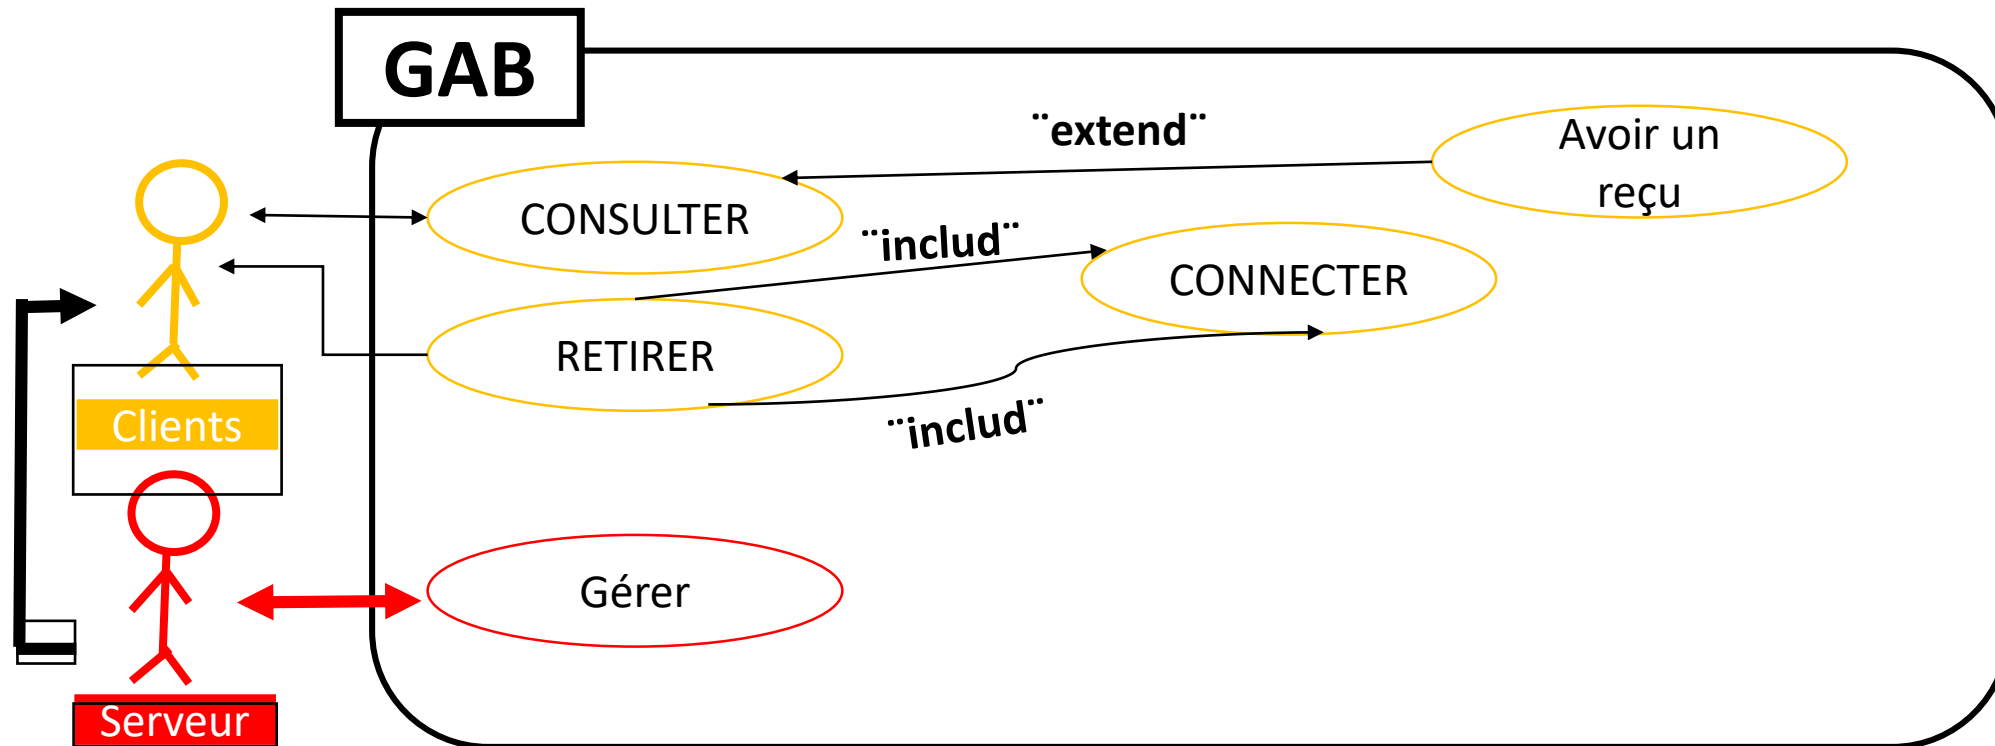 GAB
¨extend¨
Avoir un
reçu
CONSULTER
¨includ¨
CONNECTER
RETIRER
Clients
¨includ¨
Gérer
Serveur